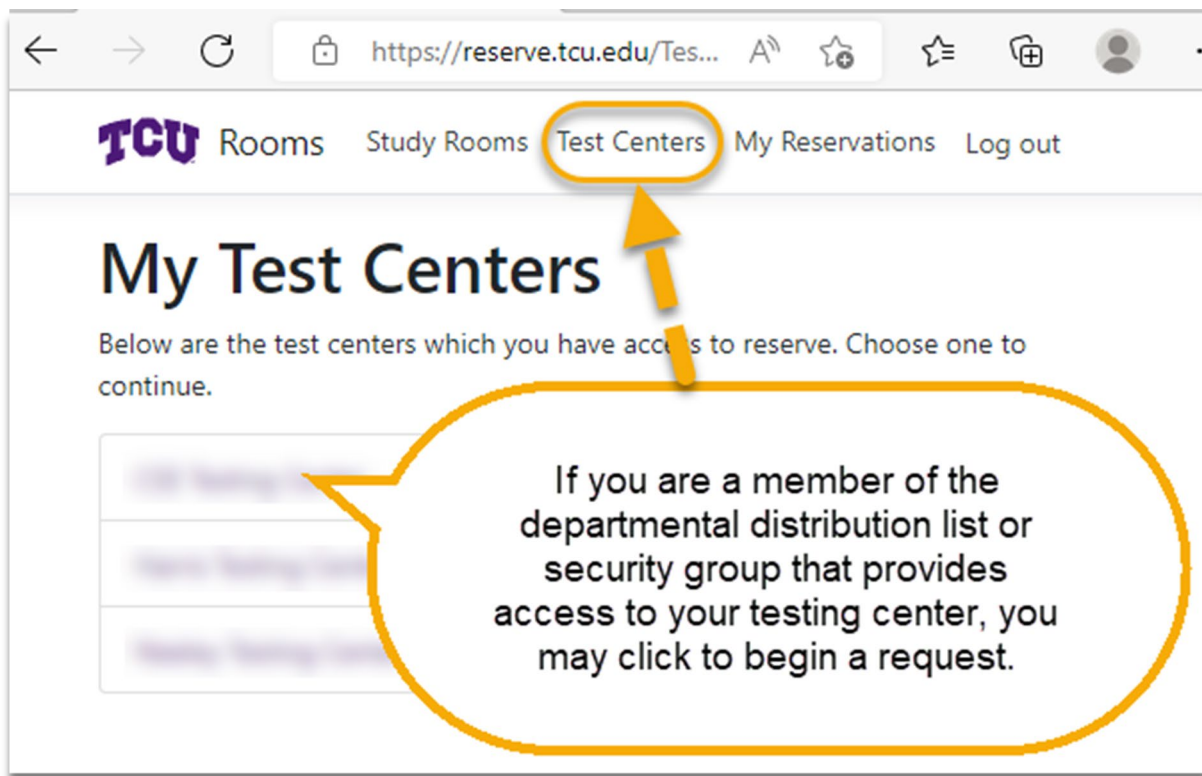 https://reserve.tcu.edu/Tes...
TCU Rooms Study Rooms Test Centers My Reservations Log out
My Test Centers
Below are the test centers which you have access to reserve. Choose one to
continue.
If you are a member of the
departmental distribution list or
security group that provides
access to your testing center, you
may click to begin a request.